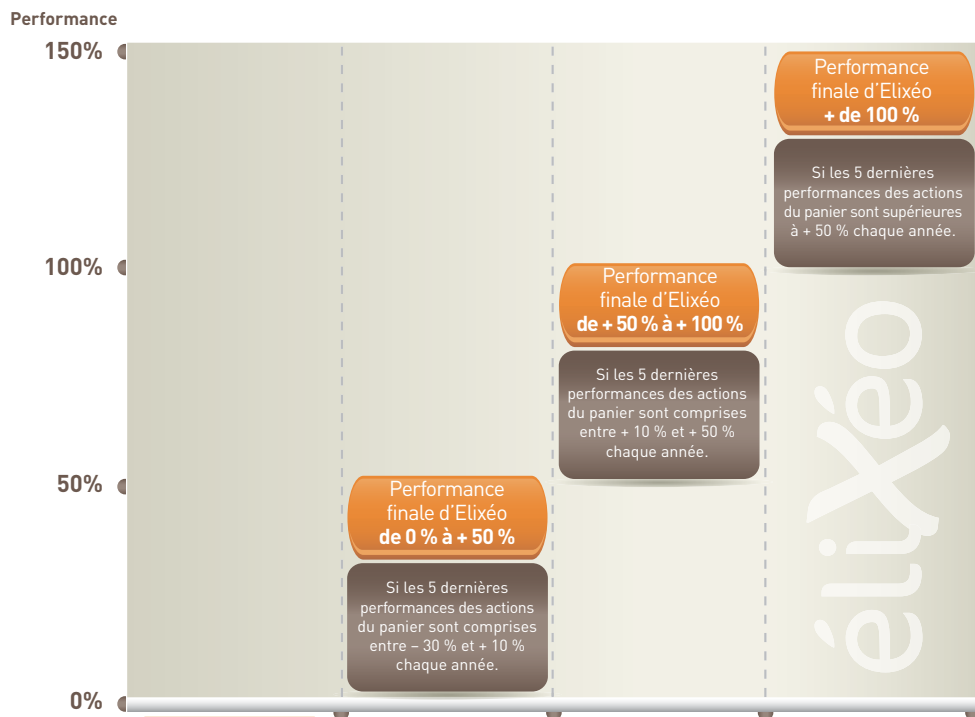 Performance
150%
Performance
finale d'Elixéo
+ de 100 %
Si les 5 dernières
performances des actions
du panier sont supérieures
à + 50 % chaque année.
100%
Performance
finale d'Elixéo
de + 50 % à + 100 %
Si les 5 dernières
performances des actions
du panier sont comprises
entre + 10 % et + 50 %
chaque année.
50%
Performance
finale d'Elixéo
de 0 % à + 50 %
Si les 5 dernières
performances des actions
du panier sont comprises
entre – 30 % et + 10 %
chaque année.
éliXéo
0%